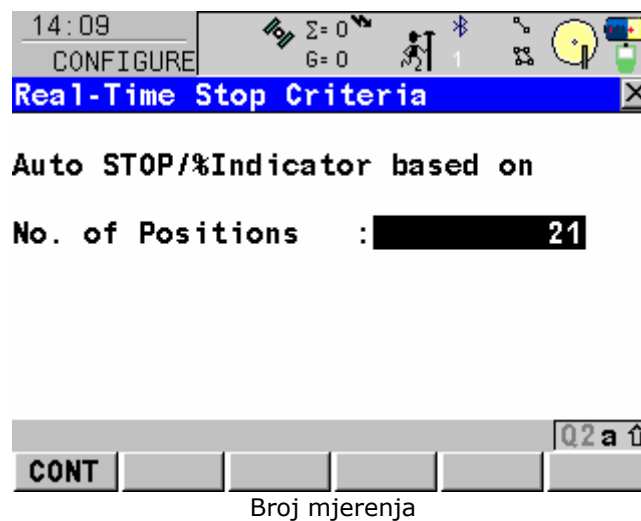 14:09
CONFIGURE
Σ= 0
G= 0
1
Real-Time Stop Criteria
Auto STOP/%Indicator based on
No. of Positions : 21
Q2 a ⇧
CONT
Broj mjerenja